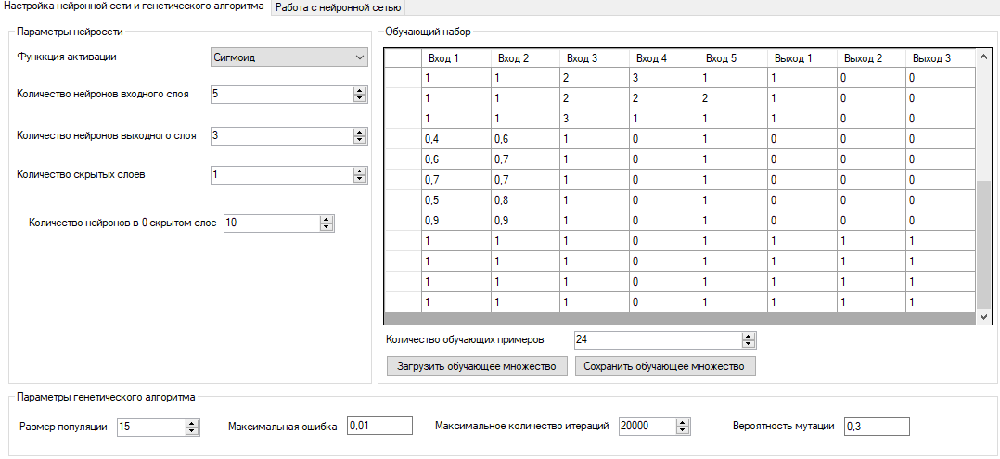 Настройка нейронной сети и генетического алгоритма
Работа с нейронной сетью
Параметры нейросети
Функкция активации
Сигмоид
Количество нейронов входного слоя
5
Количество нейронов выходного слоя
3
Количество скрытых слоев
1
Количество нейронов в 0 скрытом слое
10
Обучающий набор
Вход 1 Вход 2 Вход 3 Вход 4 Вход 5 Выход 1 Выход 2 Выход 3
1 1 2 3 1 1 0 0
1 1 2 2 2 1 0 0
1 1 3 1 1 1 0 0
0,4 0,6 1 0 1 0 0 0
0,6 0,7 1 0 1 0 0 0
0,7 0,7 1 0 1 0 0 0
0,5 0,8 1 0 1 0 0 0
0,9 0,9 1 0 1 0 0 0
1 1 1 0 1 1 1 1
1 1 1 0 1 1 1 1
1 1 1 0 1 1 1 1
1 1 1 0 1 1 1 1
Количество обучающих примеров
24
Загрузить обучающее множество
Сохранить обучающее множество
Параметры генетического алгоритма
Размер популяции
15
Максимальная ошибка
0,01
Максимальное количество итераций
20000
Вероятность мутации
0,3